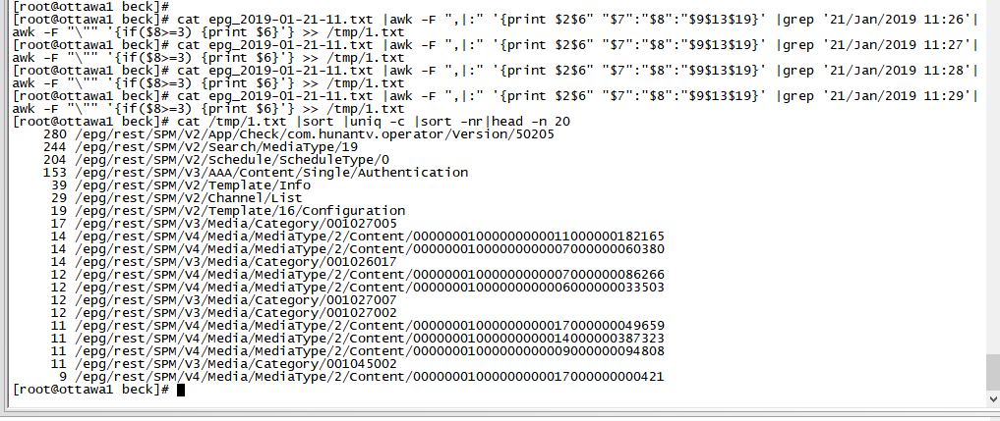 [root@ottawa1 beck]#
[root@ottawa1 beck]# cat epg_2019-01-21-11.txt |awk -F ",|:" '{print $2$6" "$7":"$8":"$9$13$19}' |grep '21/Jan/2019 11:26'|
awk -F "\"" '{if($8>=3) {print $6}'} >> /tmp/1.txt
[root@ottawa1 beck]# cat epg_2019-01-21-11.txt |awk -F ",|:" '{print $2$6" "$7":"$8":"$9$13$19}' |grep '21/Jan/2019 11:27'|
awk -F "\"" '{if($8>=3) {print $6}'} >> /tmp/1.txt
[root@ottawa1 beck]# cat epg_2019-01-21-11.txt |awk -F ",|:" '{print $2$6" "$7":"$8":"$9$13$19}' |grep '21/Jan/2019 11:28'|
awk -F "\"" '{if($8>=3) {print $6}'} >> /tmp/1.txt
[root@ottawa1 beck]# cat epg_2019-01-21-11.txt |awk -F ",|:" '{print $2$6" "$7":"$8":"$9$13$19}' |grep '21/Jan/2019 11:29'|
awk -F "\"" '{if($8>=3) {print $6}'} >> /tmp/1.txt
[root@ottawa1 beck]# cat /tmp/1.txt |sort |uniq -c |sort -nr|head -n 20
280 /epg/rest/SPM/V2/App/Check/com.hunantv.operator/version/50205
244 /epg/rest/SPM/V2/Search/MediaType/19
204 /epg/rest/SPM/V2/Schedule/ScheduleType/0
153 /epg/rest/SPM/V3/AAA/Content/Single/Authentication
39 /epg/rest/SPM/V2/Template/Info
29 /epg/rest/SPM/V2/Channel/List
19 /epg/rest/SPM/V2/Template/16/Configuration
17 /epg/rest/SPM/V3/Media/Category/001027005
14 /epg/rest/SPM/V4/Media/MediaType/2/Content/00000001000000000011000000182165
14 /epg/rest/SPM/V4/Media/MediaType/2/Content/00000001000000000007000000060380
14 /epg/rest/SPM/V3/Media/Category/001026017
12 /epg/rest/SPM/V4/Media/MediaType/2/Content/00000001000000000007000000086266
12 /epg/rest/SPM/V4/Media/MediaType/2/Content/00000001000000000006000000033503
12 /epg/rest/SPM/V3/Media/Category/001027007
12 /epg/rest/SPM/V3/Media/Category/001027002
11 /epg/rest/SPM/V4/Media/MediaType/2/Content/00000001000000000017000000049659
11 /epg/rest/SPM/V4/Media/MediaType/2/Content/00000001000000000014000000387323
11 /epg/rest/SPM/V4/Media/MediaType/2/Content/00000001000000000009000000094808
11 /epg/rest/SPM/V3/Media/Category/001045002
9 /epg/rest/SPM/V4/Media/MediaType/2/Content/00000001000000000017000000000421
[root@ottawa1 beck]#